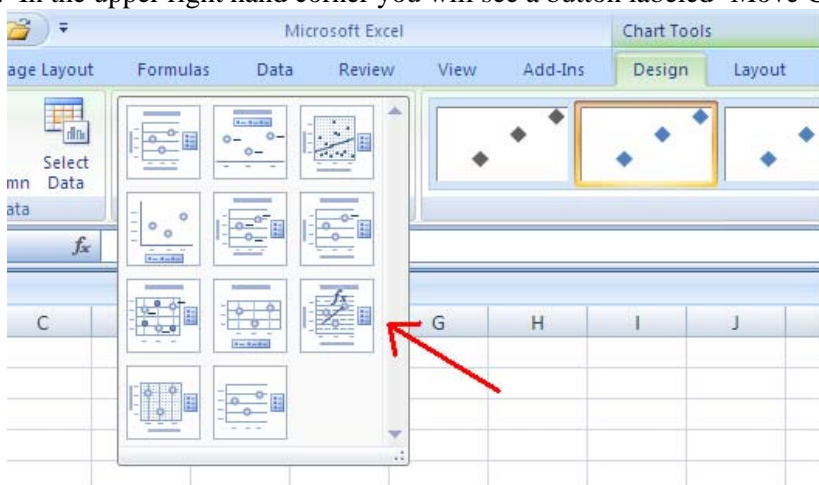 In the upper right hand corner you will see a button labeled "Move
Microsoft Excel
Chart Tools
age Layout Formulas Data Review View Add-Ins Design Layout
Select
mn Data
ata
fx
fx
C G H I J